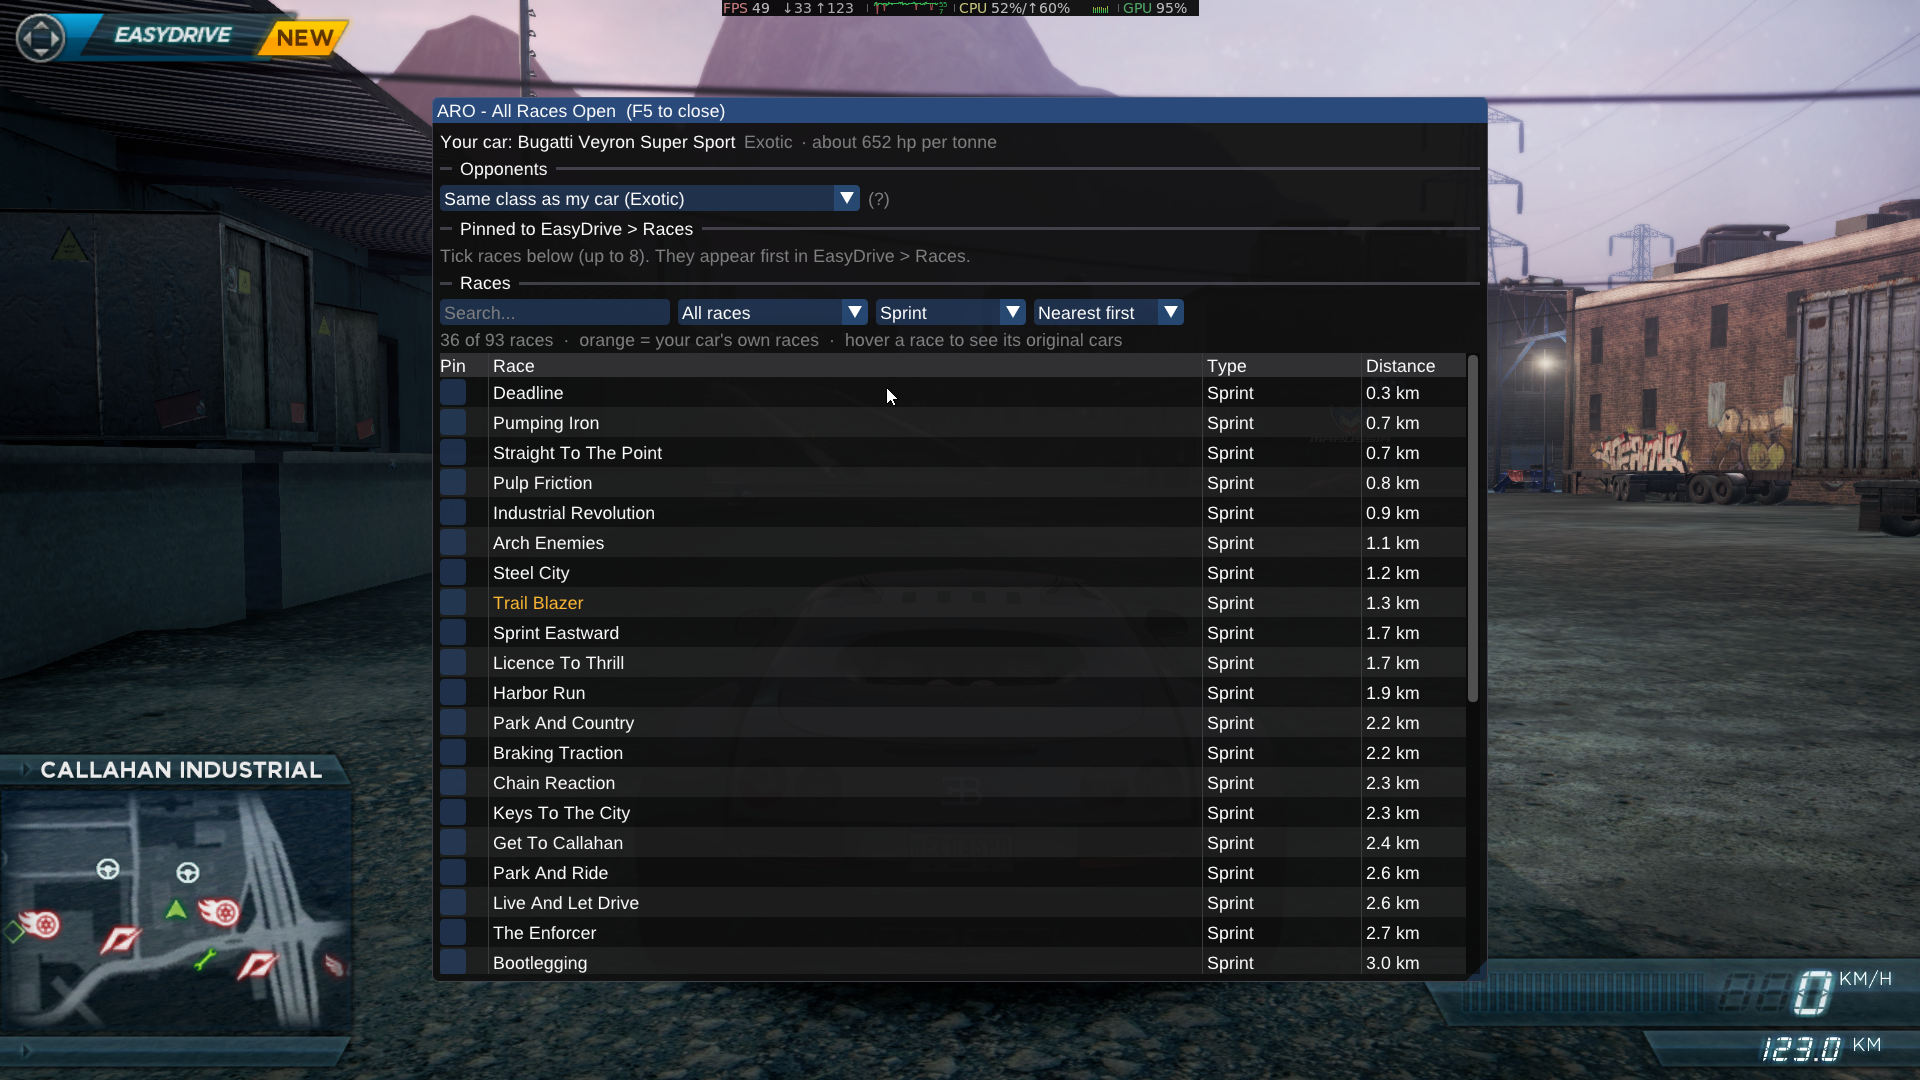 FPS 49 ↓33 ↑123 CPU 52%/↑60% GPU 95%
EASYDRIVE NEW
ARO - All Races Open (F5 to close)
Your car: Bugatti Veyron Super Sport Exotic · about 652 hp per tonne
Opponents
Same class as my car (Exotic) (?)
Pinned to EasyDrive > Races
Tick races below (up to 8). They appear first in EasyDrive > Races.
Races
Search... All races Sprint Nearest first
36 of 93 races · orange = your car's own races · hover a race to see its original cars
Pin Race Type Distance
Deadline Sprint 0.3 km
Pumping Iron Sprint 0.7 km
Straight To The Point Sprint 0.7 km
Pulp Friction Sprint 0.8 km
Industrial Revolution Sprint 0.9 km
Arch Enemies Sprint 1.1 km
Steel City Sprint 1.2 km
Trail Blazer Sprint 1.3 km
Sprint Eastward Sprint 1.7 km
Licence To Thrill Sprint 1.7 km
Harbor Run Sprint 1.9 km
Park And Country Sprint 2.2 km
Braking Traction Sprint 2.2 km
Chain Reaction Sprint 2.3 km
Keys To The City Sprint 2.3 km
Get To Callahan Sprint 2.4 km
Park And Ride Sprint 2.6 km
Live And Let Drive Sprint 2.6 km
The Enforcer Sprint 2.7 km
Bootlegging Sprint 3.0 km
CALLAHAN INDUSTRIAL
0 KM/H
123.0 KM